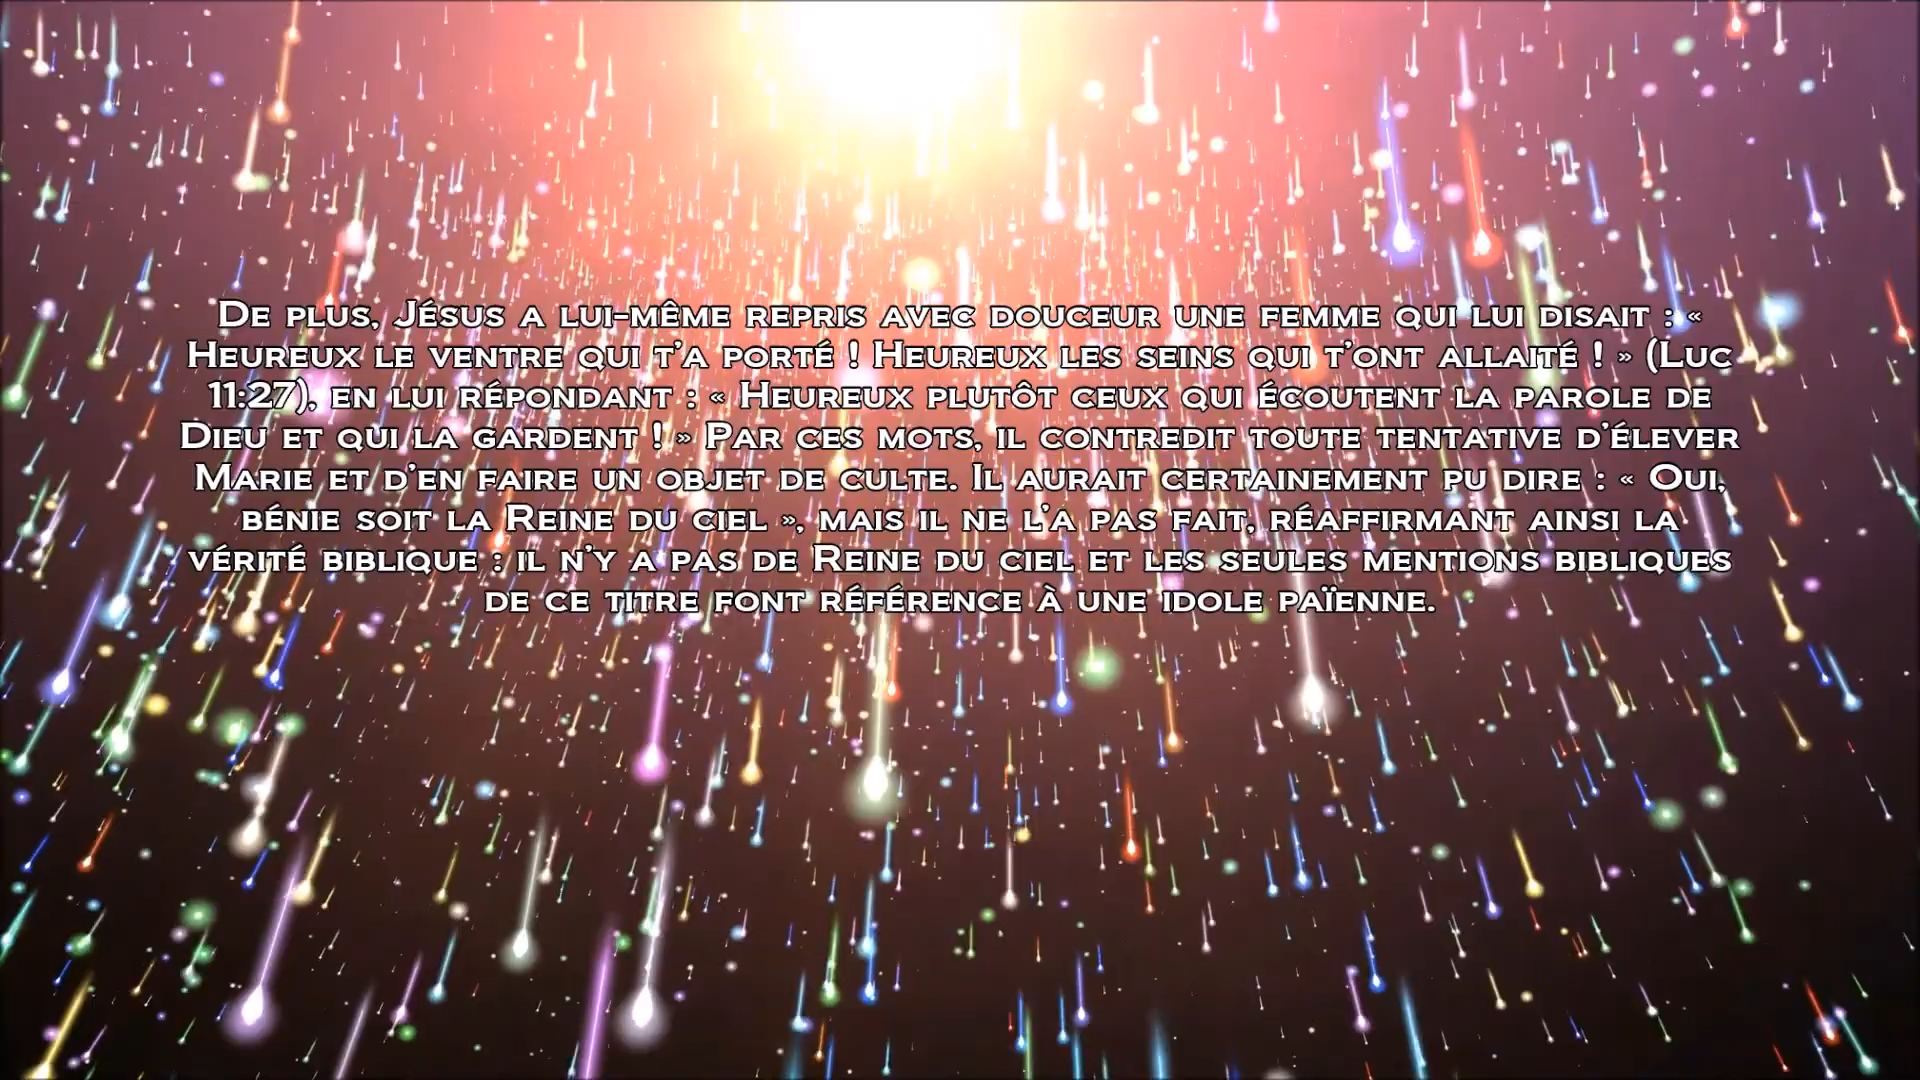 De plus, Jésus a lui-même repris avec douceur une femme qui lui disait : «
Heureux le ventre qui t'a porté ! Heureux les seins qui t'ont allaité ! » (Luc
11:27), en lui répondant : « Heureux plutôt ceux qui écoutent la parole de
Dieu et qui la gardent ! » Par ces mots, il contredit toute tentative d'élever
Marie et d'en faire un objet de culte. Il aurait certainement pu dire : « Oui,
bénie soit la Reine du ciel », mais il ne l'a pas fait, réaffirmant ainsi la
vérité biblique : il n'y a pas de Reine du ciel et les seules mentions bibliques
de ce titre font référence à une idole païenne.